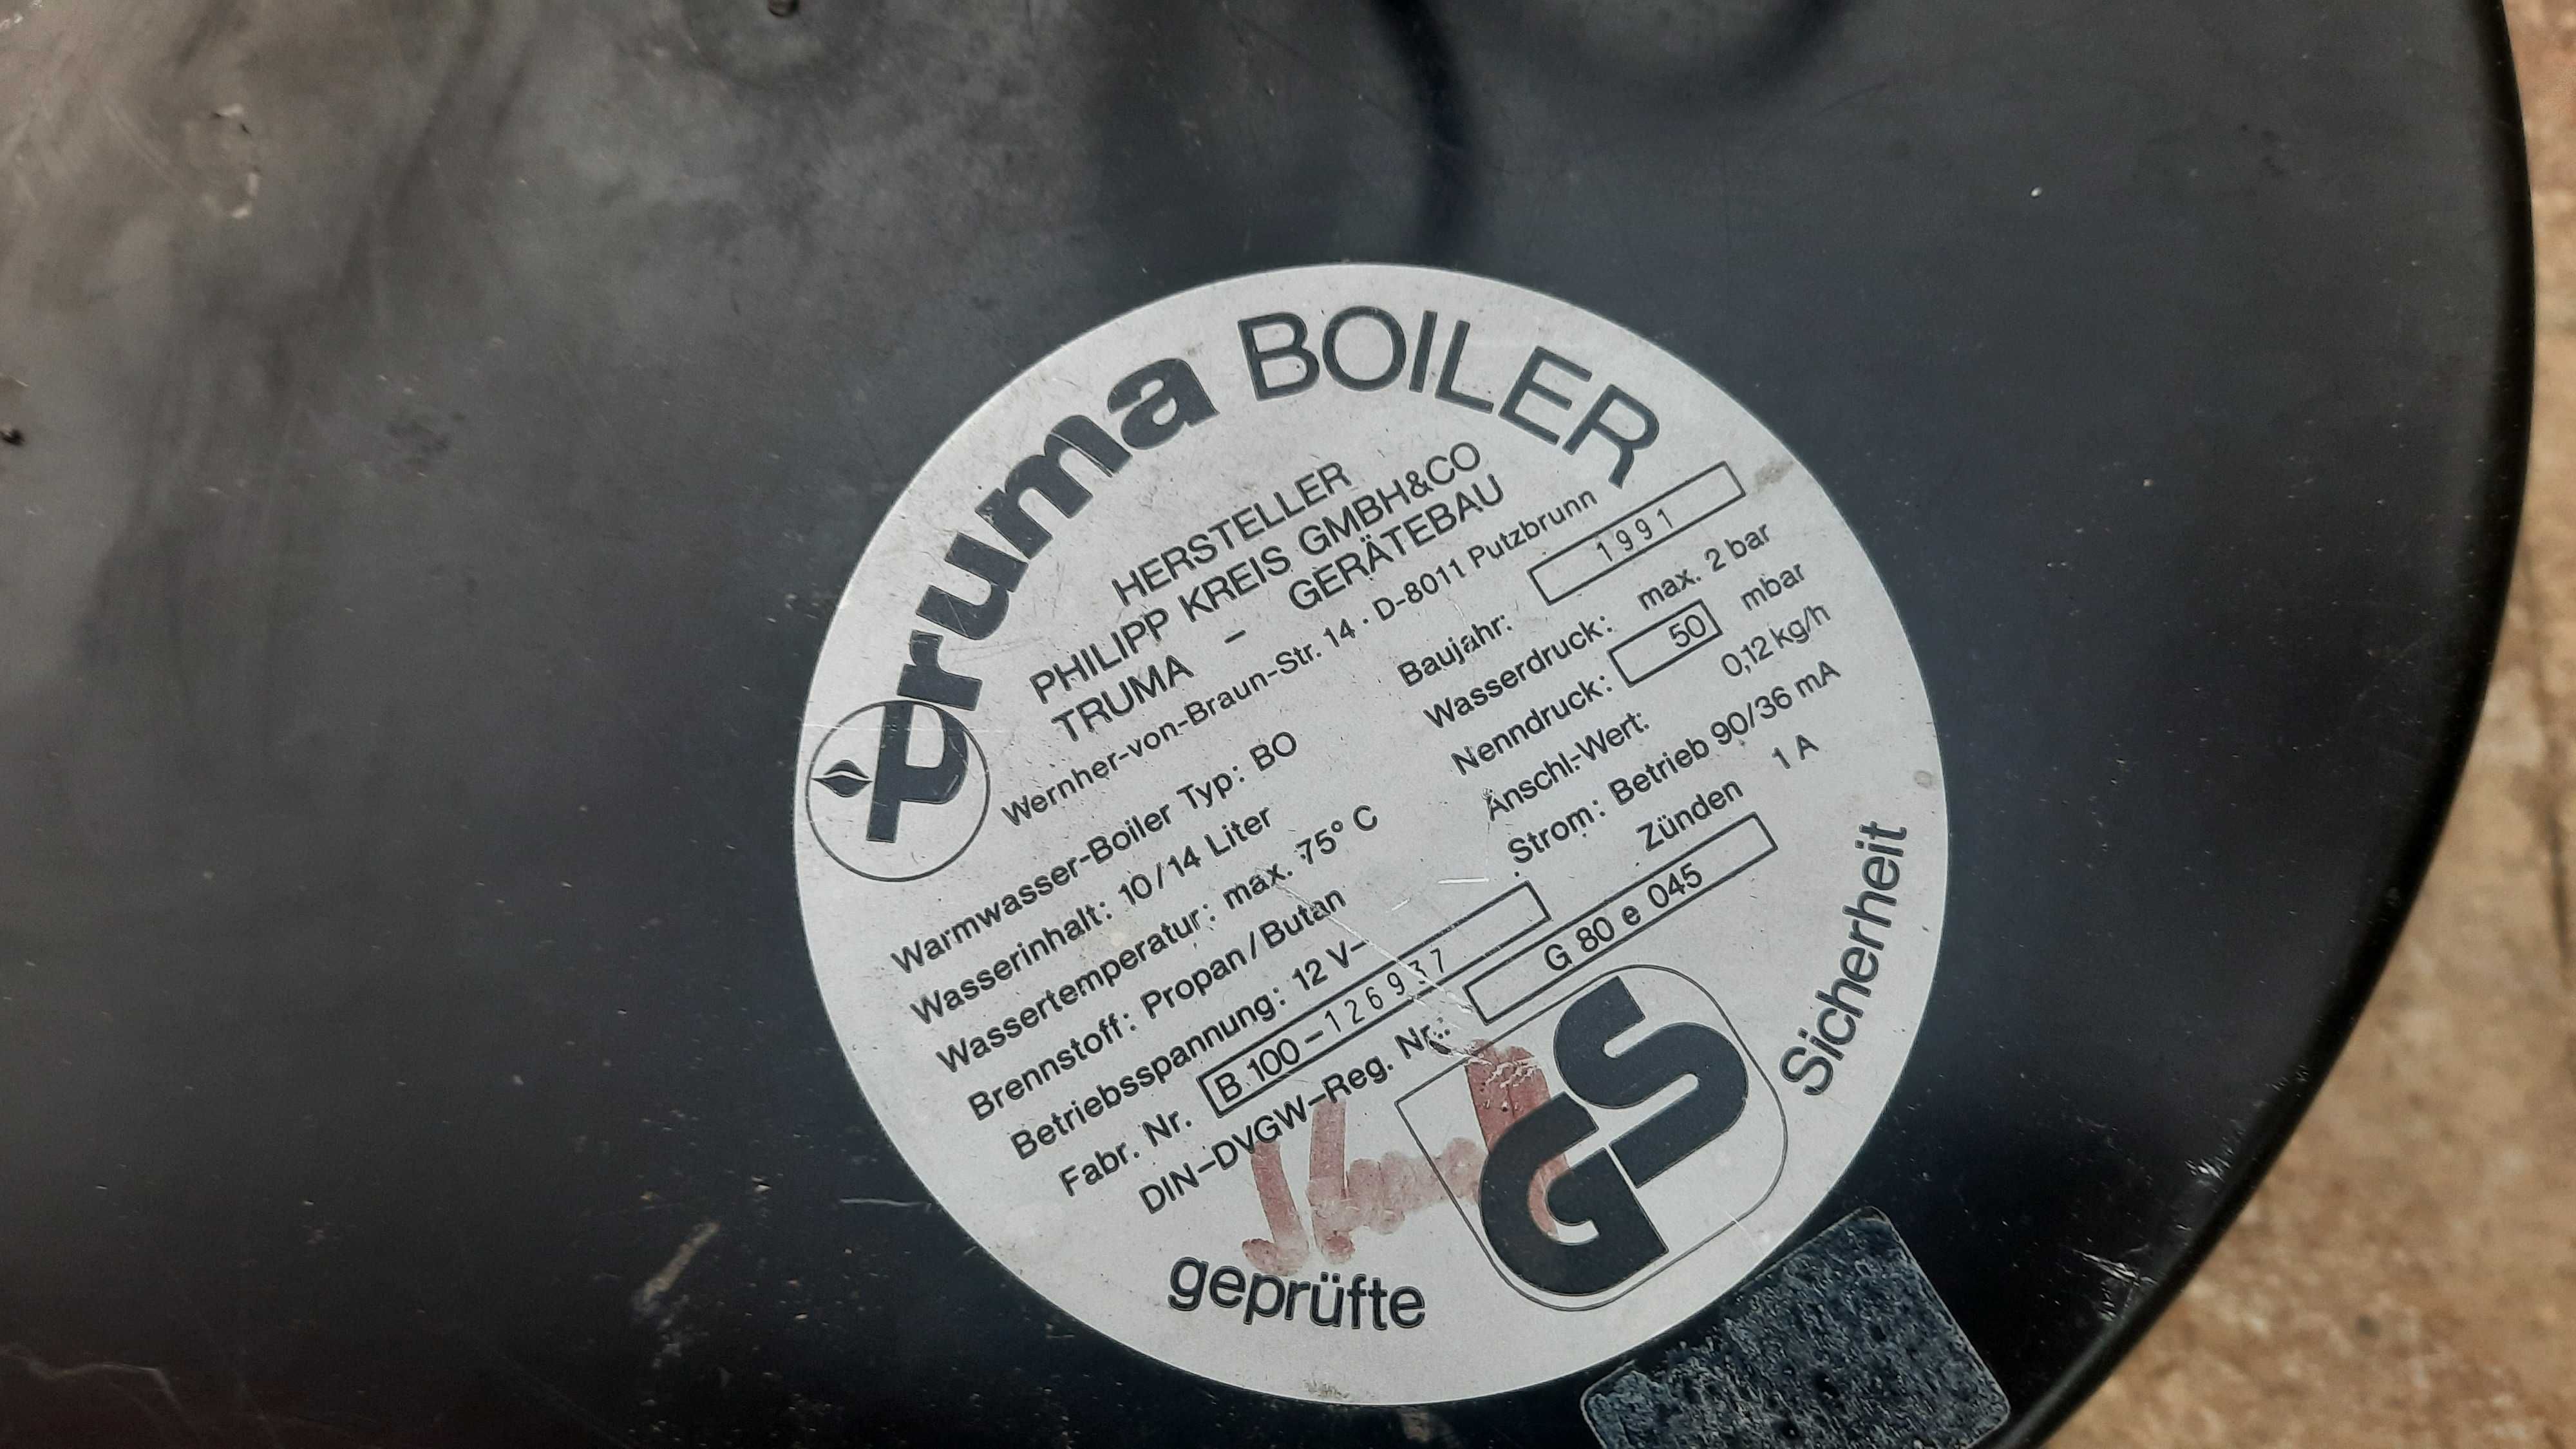 truma BOILER
HERSTELLER
PHILIPP KREIS GMBH&CO
TRUMA – GERÄTEBAU
Wernher-von-Braun-Str. 14 · D-8011 Putzbrunn
Warmwasser-Boiler Typ: BO
Wasserinhalt: 10/14 Liter
Wassertemperatur: max. 75° C
Brennstoff: Propan/Butan
Betriebsspannung: 12 V–
Fabr. Nr. B 100–126937
DIN–DVGW–Reg. Nr.: G 80 e 045
Baujahr: 1991
Wasserdruck: max. 2 bar
Nenndruck: 50 mbar
Anschl-Wert: 0,12 kg/h
Strom: Betrieb 90/36 mA
Zünden 1 A
geprüfte
GS
Sicherheit